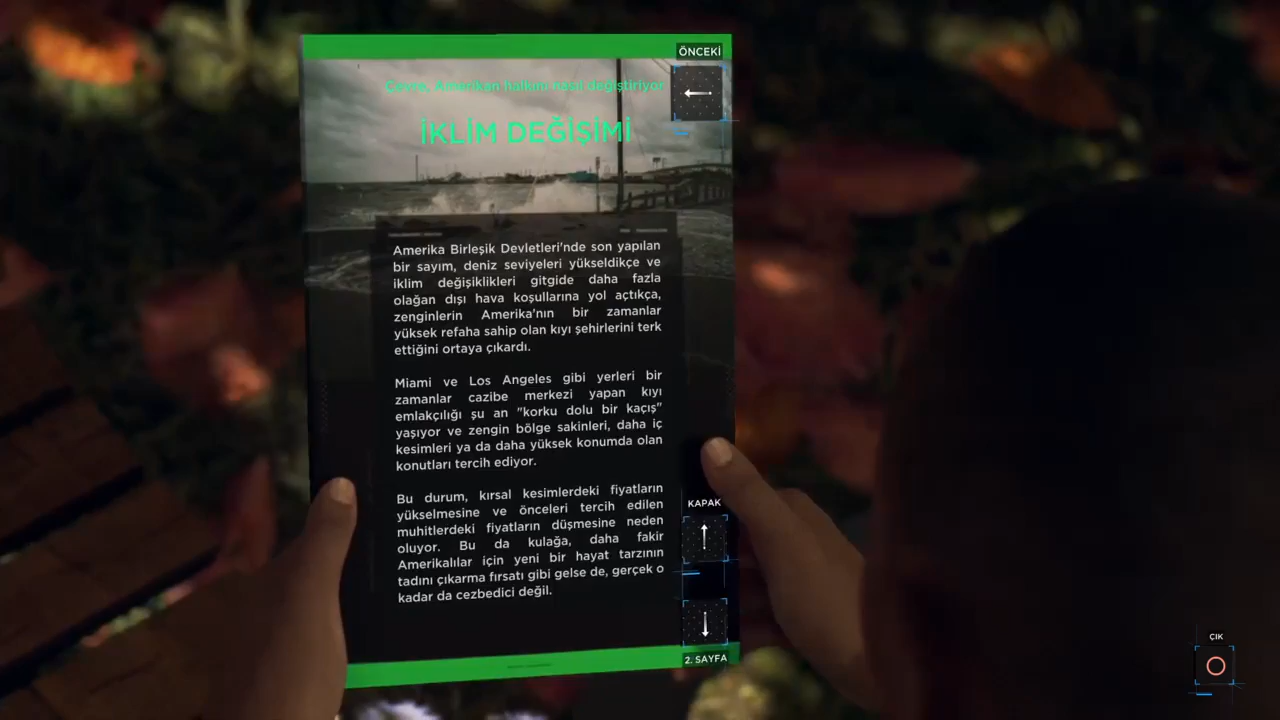 ÖNCEKİ
Çevre, Amerikan halkını nasıl değiştiriyor
İKLİM DEĞİŞİMİ
Amerika Birleşik Devletleri'nde son yapılan
bir sayım, deniz seviyeleri yükseldikçe ve
iklim değişiklikleri gitgide daha fazla
olağan dışı hava koşullarına yol açtıkça,
zenginlerin Amerika'nın bir zamanlar
yüksek refaha sahip olan kıyı şehirlerini terk
ettiğini ortaya çıkardı.
Miami ve Los Angeles gibi yerleri bir
zamanlar cazibe merkezi yapan kıyı
emlakçılığı şu an "korku dolu bir kaçış"
yaşıyor ve zengin bölge sakinleri, daha iç
kesimleri ya da daha yüksek konumda olan
konutları tercih ediyor.
Bu durum, kırsal kesimlerdeki fiyatların
yükselmesine ve önceleri tercih edilen
muhitlerdeki fiyatların düşmesine neden
oluyor. Bu da kulağa, daha fakir
Amerikalılar için yeni bir hayat tarzının
tadını çıkarma fırsatı gibi gelse de, gerçek o
kadar da cezbedici değil.
KAPAK
2. SAYFA
ÇIK